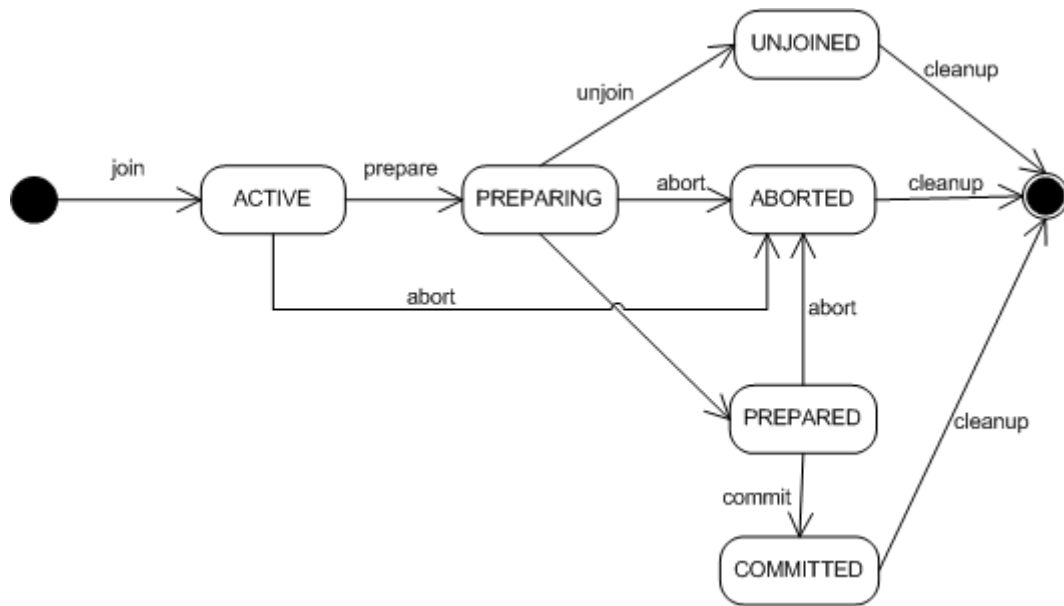 UNJOINED
cleanup
unjoin
join
prepare
abort
cleanup
ACTIVE
PREPARING
ABORTED
abort
abort
PREPARED
cleanup
commit
COMMITTED